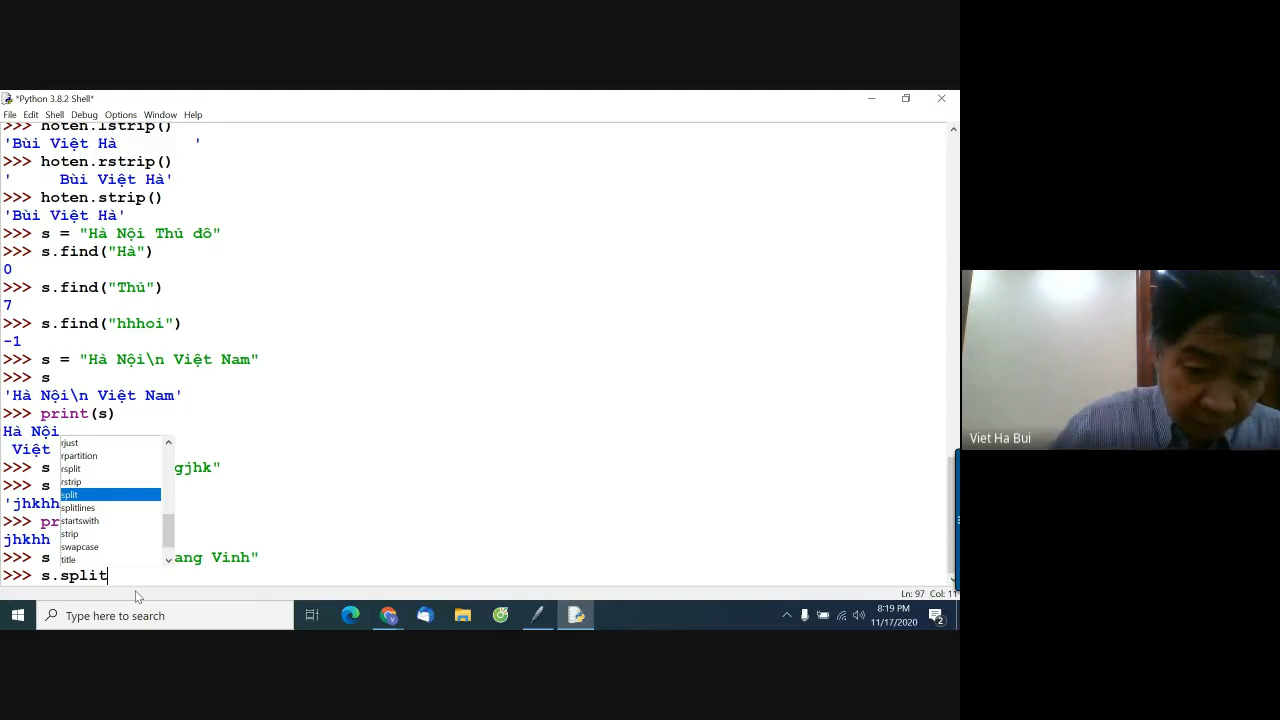 *Python 3.8.2 Shell*
File Edit Shell Debug Options Window Help
>>> hoten.lstrip()
'Bùi Việt Hà        '
>>> hoten.rstrip()
'     Bùi Việt Hà'
>>> hoten.strip()
'Bùi Việt Hà'
>>> s = "Hà Nội Thủ đô"
>>> s.find("Hà")
0
>>> s.find("Thủ")
7
>>> s.find("hhhoi")
-1
>>> s = "Hà Nội\n Việt Nam"
>>> s
'Hà Nội\n Việt Nam'
>>> print(s)
Hà Nội
 Việt
>>> s gjhk"
>>> s
'jhkhh
>>> pr
jhkhh
>>> s ang Vinh"
>>> s.split
rjust
rpartition
rsplit
rstrip
split
splitlines
startswith
strip
swapcase
title
Ln: 97 Col: 11
Type here to search
8:19 PM
11/17/2020
2
Viet Ha Bui